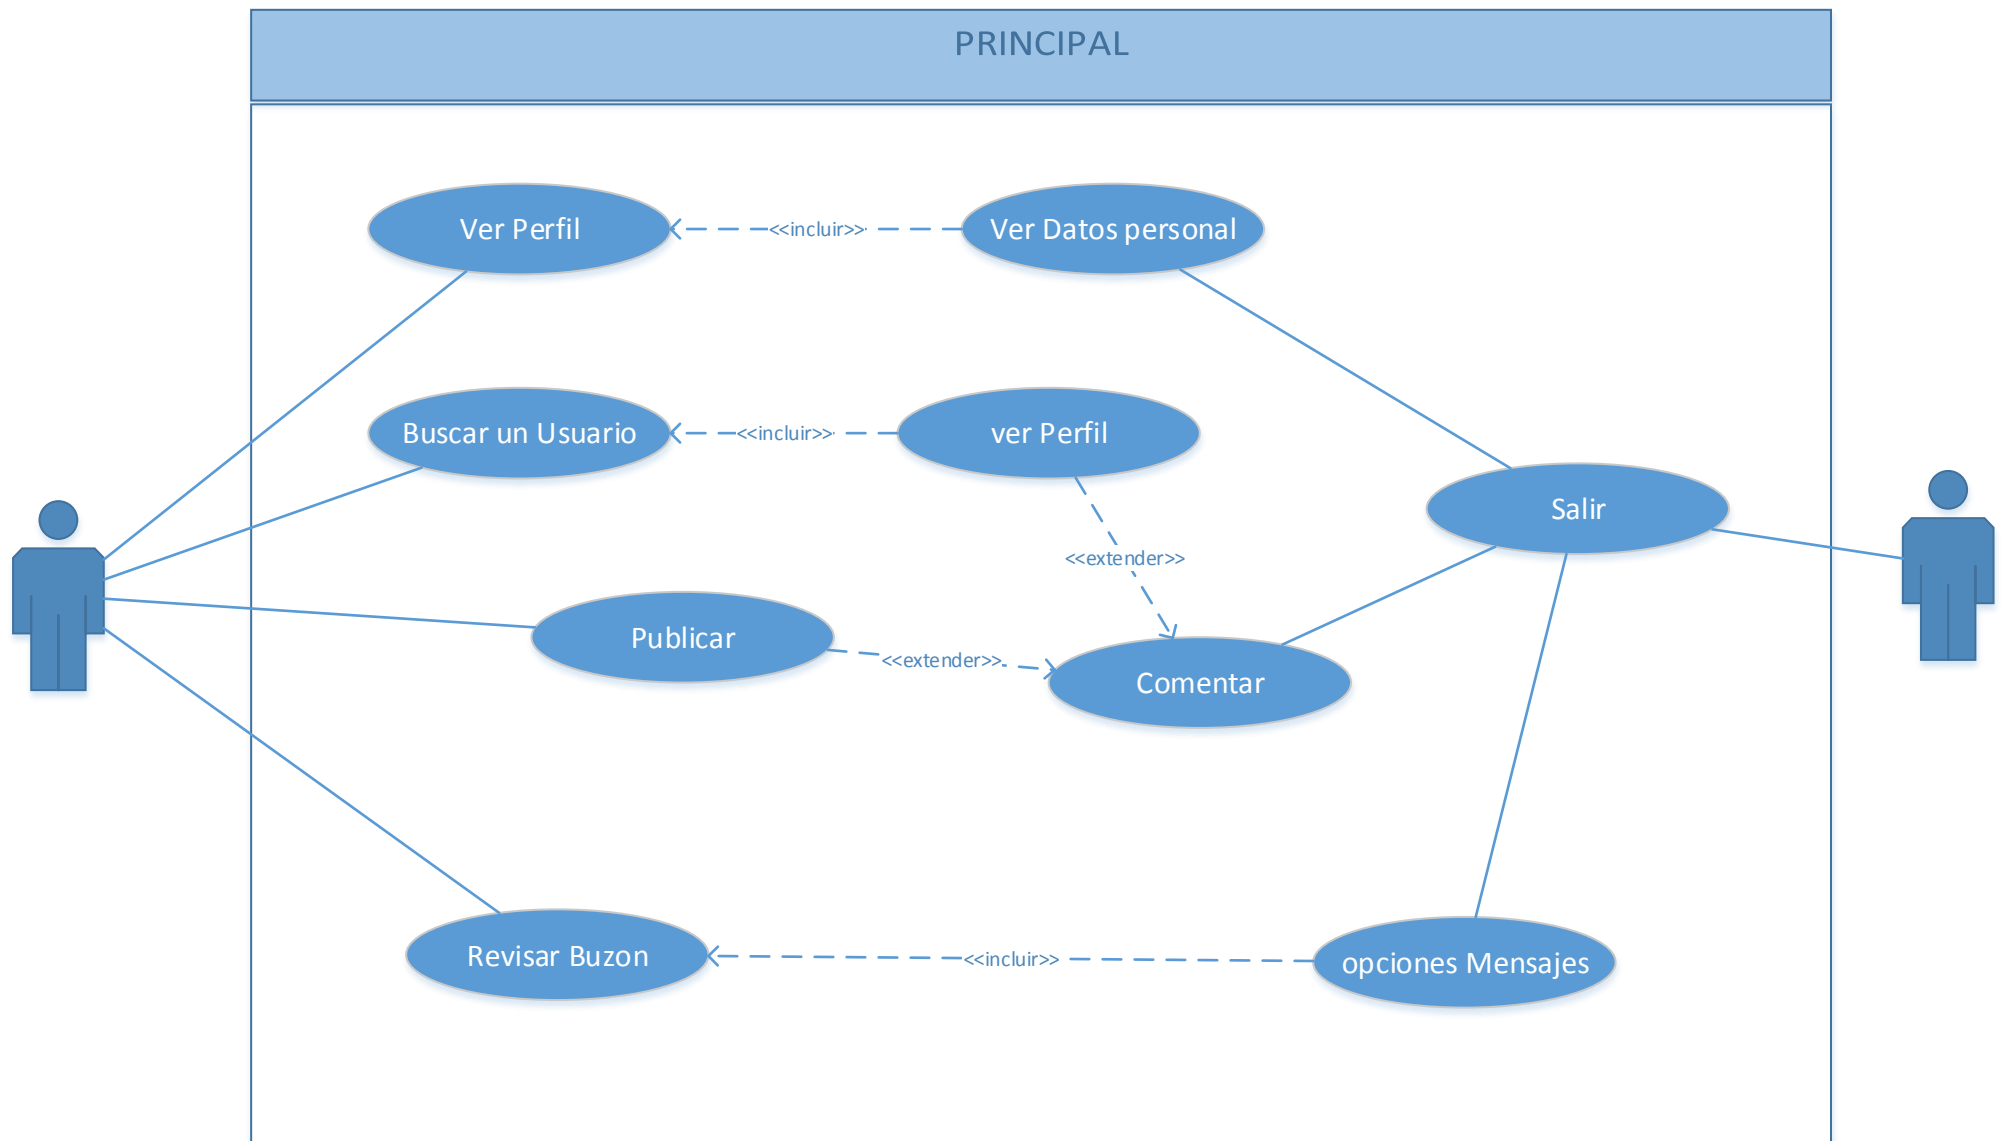 PRINCIPAL
Ver Perfil
<<incluir>>
Ver Datos personal
Buscar un Usuario
<<incluir>>
ver Perfil
Salir
<<extender>>
Publicar
<<extender>>
Comentar
Revisar Buzon
<<incluir>>
opciones Mensajes